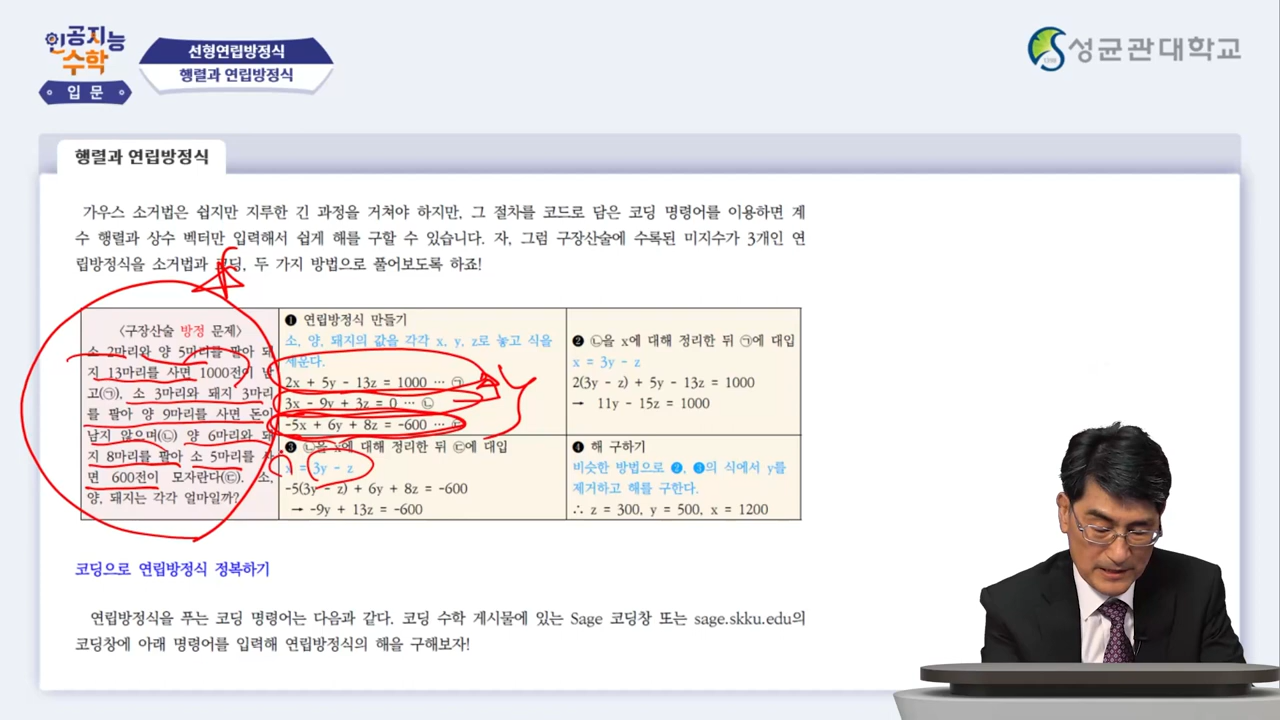 인공지능
수학
입 문
선형연립방정식
행렬과 연립방정식
성균관대학교
행렬과 연립방정식
가우스 소거법은 쉽지만 지루한 긴 과정을 거쳐야 하지만, 그 절차를 코드로 담은 코딩 명령어를 이용하면 계
수 행렬과 상수 벡터만 입력해서 쉽게 해를 구할 수 있습니다. 자, 그럼 구장산술에 수록된 미지수가 3개인 연
립방정식을 소거법과 코딩, 두 가지 방법으로 풀어보도록 하죠!
<구장산술 방정 문제>
소 2마리와 양 5마리를 팔아 돼
지 13마리를 사면 1000전이 남
고(㉠), 소 3마리와 돼지 3마리
를 팔아 양 9마리를 사면 돈이
남지 않으며(㉡) 양 6마리와 돼
지 8마리를 팔아 소 5마리를 사
면 600전이 모자란다(㉢). 소,
양, 돼지는 각각 얼마일까?
❶ 연립방정식 만들기
소, 양, 돼지의 값을 각각 x, y, z로 놓고 식을
세운다.
2x + 5y - 13z = 1000 … ㉠
3x - 9y + 3z = 0 … ㉡
-5x + 6y + 8z = -600 … ㉢
❷ ㉡을 x에 대해 정리한 뒤 ㉠에 대입
x = 3y - z
2(3y - z) + 5y - 13z = 1000
→ 11y - 15z = 1000
❸ ㉡을 x에 대해 정리한 뒤 ㉢에 대입
x = 3y - z
-5(3y - z) + 6y + 8z = -600
→ -9y + 13z = -600
❹ 해 구하기
비슷한 방법으로 ❷, ❸의 식에서 y를
제거하고 해를 구한다.
∴ z = 300, y = 500, x = 1200
코딩으로 연립방정식 정복하기
연립방정식을 푸는 코딩 명령어는 다음과 같다. 코딩 수학 게시물에 있는 Sage 코딩창 또는 sage.skku.edu의
코딩창에 아래 명령어를 입력해 연립방정식의 해을 구해보자!